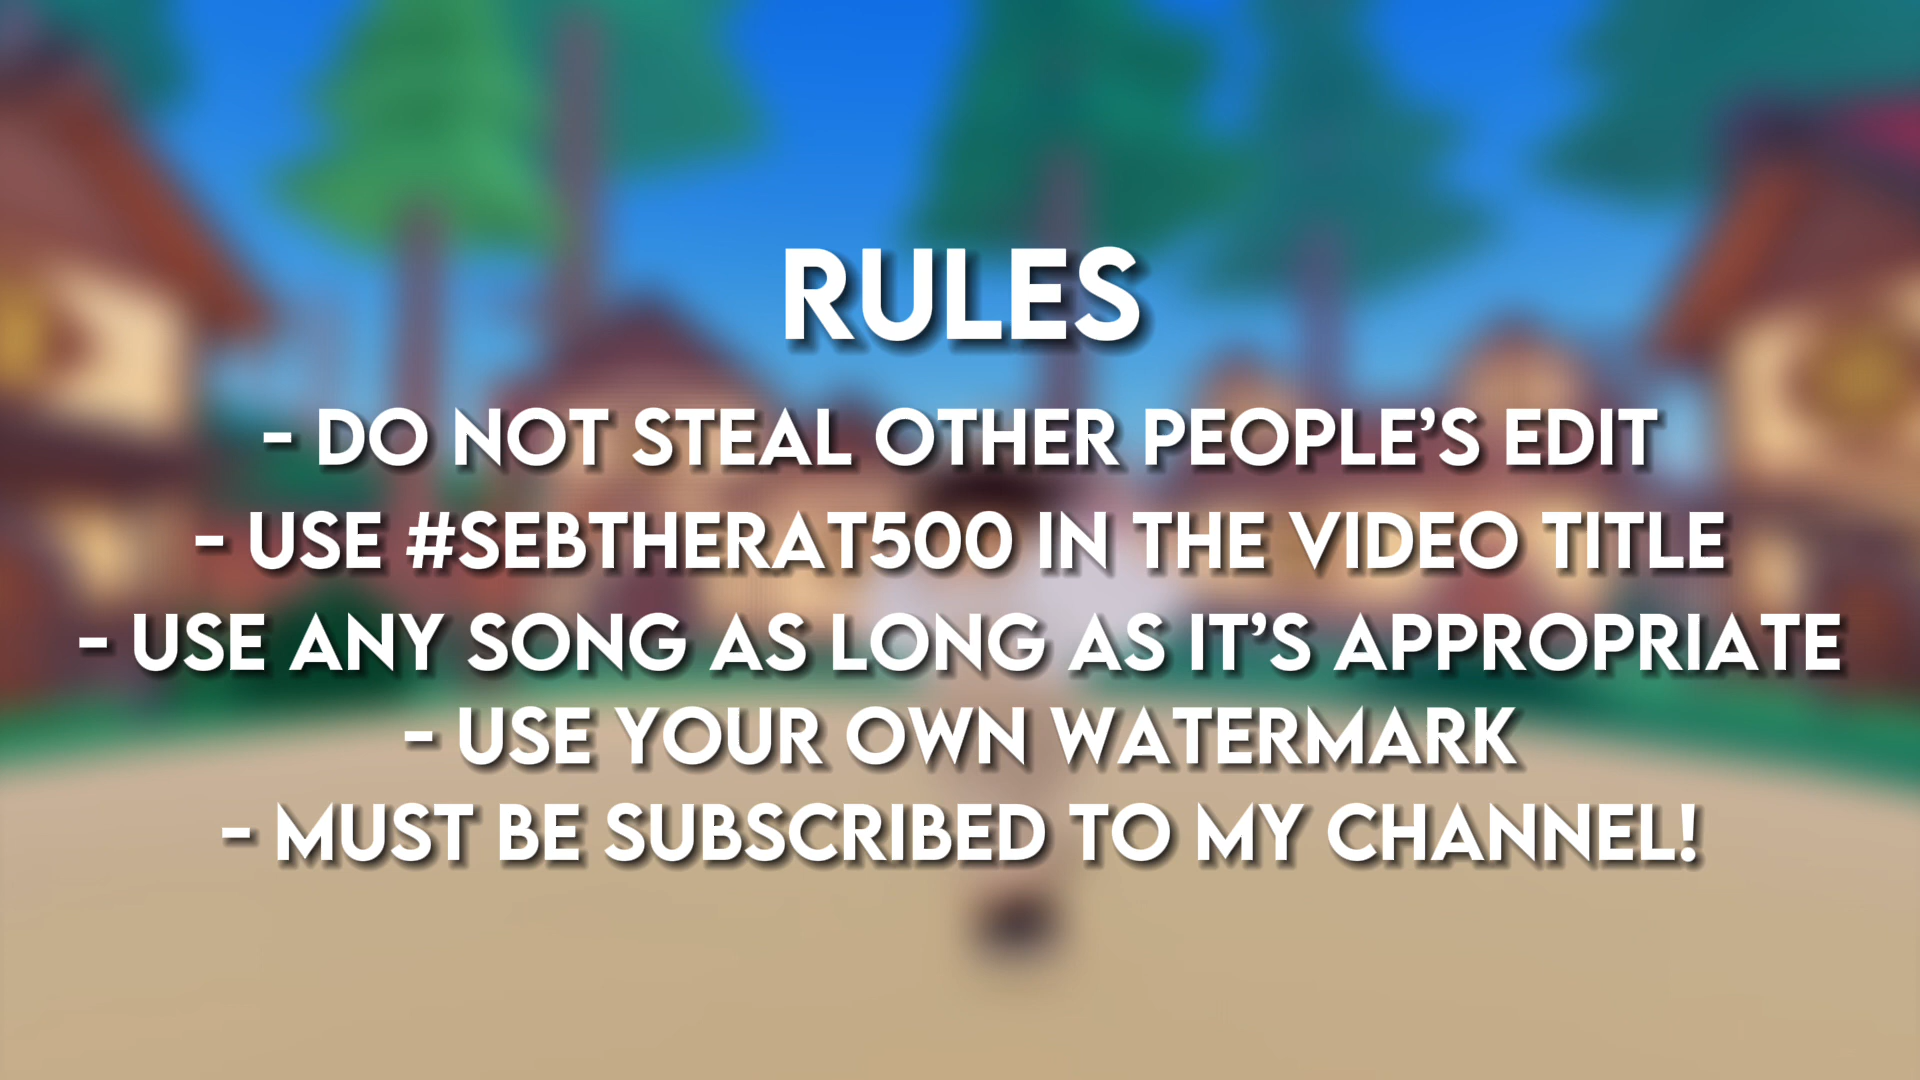 RULES
- DO NOT STEAL OTHER PEOPLE’S EDIT
- USE #SEBTHERAT500 IN THE VIDEO TITLE
- USE ANY SONG AS LONG AS IT’S APPROPRIATE
- USE YOUR OWN WATERMARK
- MUST BE SUBSCRIBED TO MY CHANNEL!